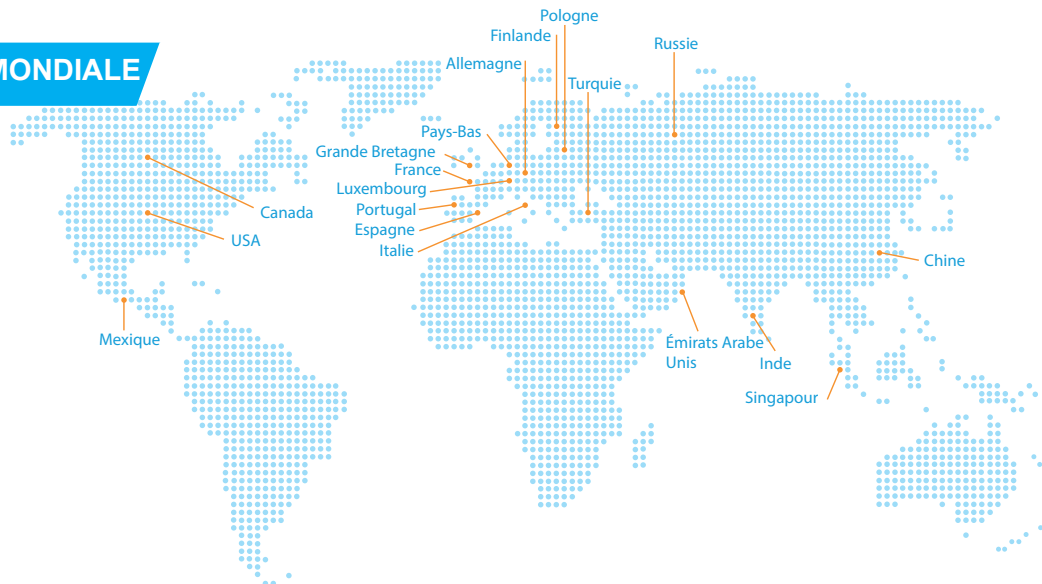 MONDIALE
Pologne
Finlande
Russie
Allemagne
Turquie
Pays-Bas
Grande Bretagne
France
Luxembourg
Portugal
Espagne
Italie
Canada
USA
Chine
Mexique
Émirats Arabe
Unis
Inde
Singapour